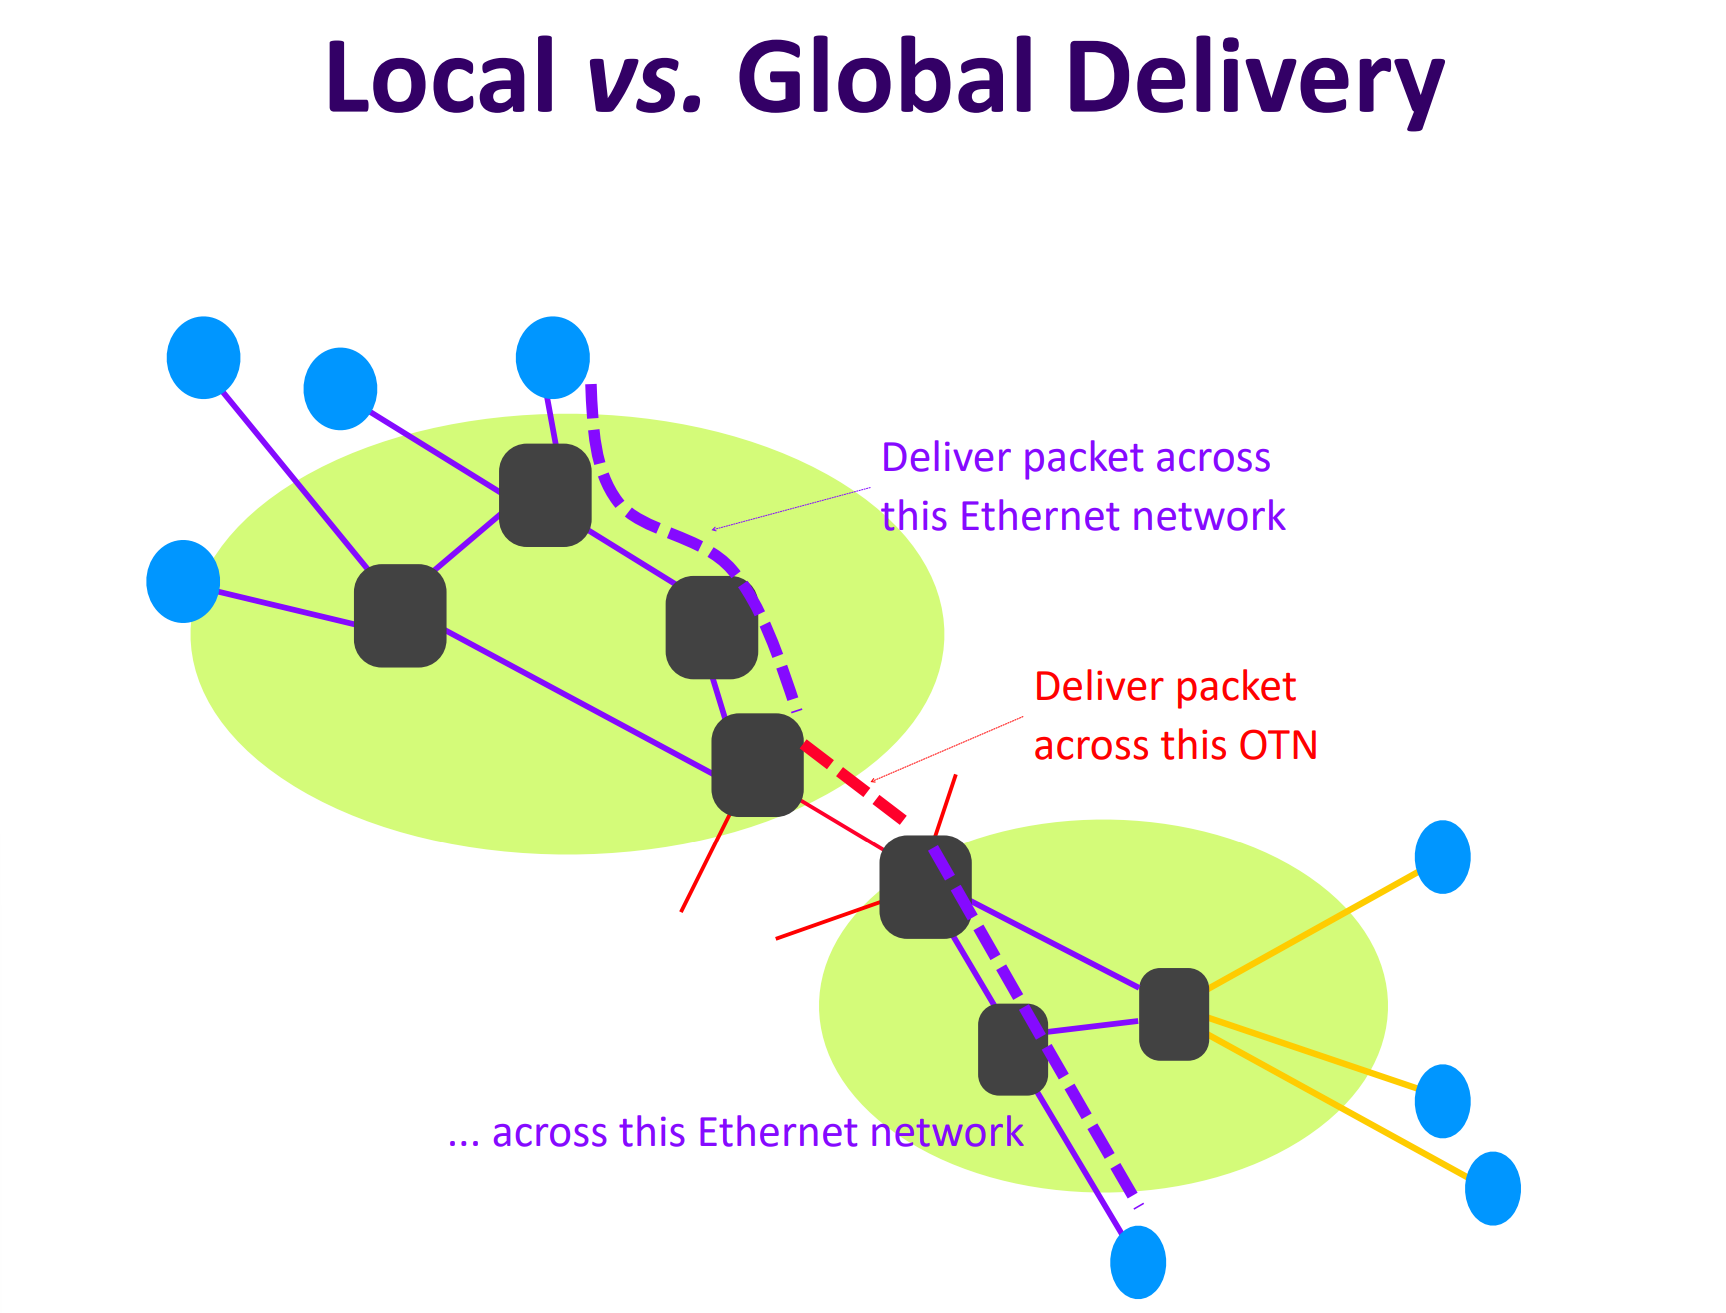 Local vs. Global Delivery
Deliver packet across
this Ethernet network
Deliver packet
across this OTN
... across this Ethernet network